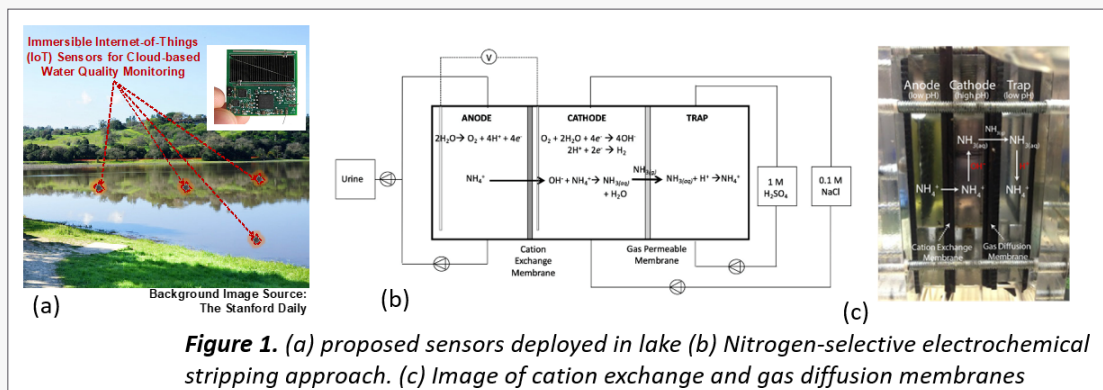 Immersible Internet-of-Things
(IoT) Sensors for Cloud-based
Water Quality Monitoring
(a)
Background Image Source:
The Stanford Daily
(b)
V
Urine
ANODE
2H₂O→ O₂ + 4H⁺ + 4e⁻
NH₄⁺
CATHODE
O₂ + 2H₂O + 4e⁻ → 4OH⁻
2H⁺ + 2e⁻ → H₂
OH⁻ + NH₄⁺ → NH₃(aq)
+ H₂O
NH₃(g)
TRAP
NH₃(aq) + H⁺ → NH₄⁺
1 M
H₂SO₄
0.1 M
NaCl
Cation
Exchange
Membrane
Gas Permeable
Membrane
(c)
Anode
(low pH)
Cathode
(high pH)
Trap
(low pH)
NH₃(aq)
NH₃(aq)
NH₄⁺
NH₄⁺
NH₄⁺
Cation Exchange
Membrane
Gas Diffusion
Membrane
Figure 1. (a) proposed sensors deployed in lake (b) Nitrogen-selective electrochemical
stripping approach. (c) Image of cation exchange and gas diffusion membranes